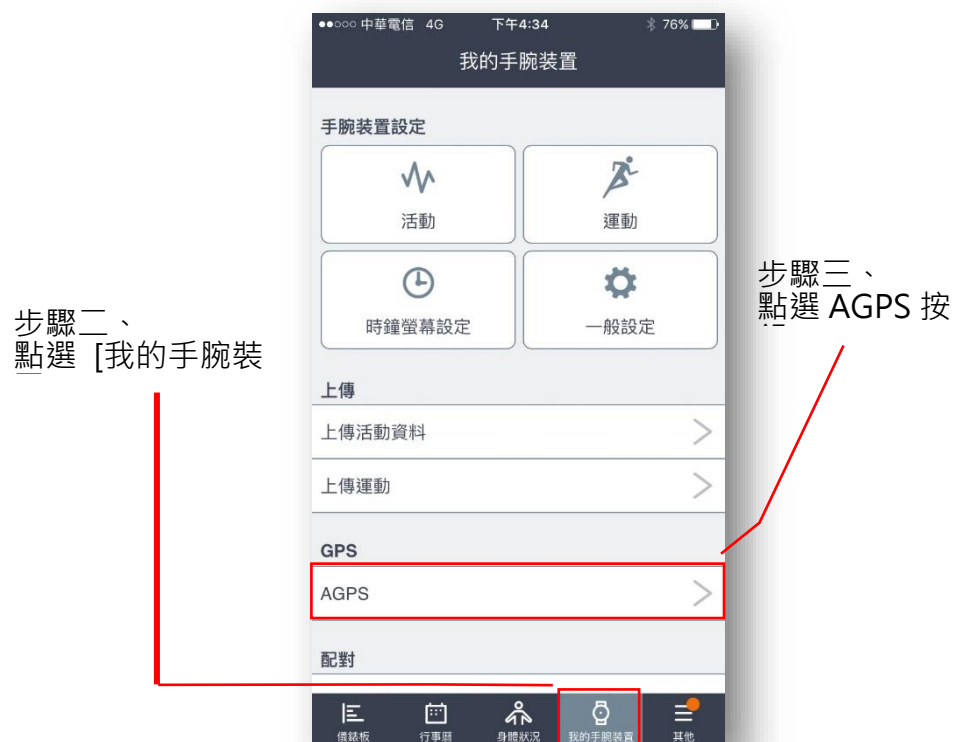 中華電信 4G 下午4:34 76%
我的手腕裝置
手腕裝置設定
活動
運動
時鐘螢幕設定
一般設定
步驟二、
點選 [我的手腕裝
步驟三、
點選 AGPS 按
上傳
上傳活動資料
上傳運動
GPS
AGPS
配對
儀錶板
行事曆
身體狀況
我的手腕裝置
其他